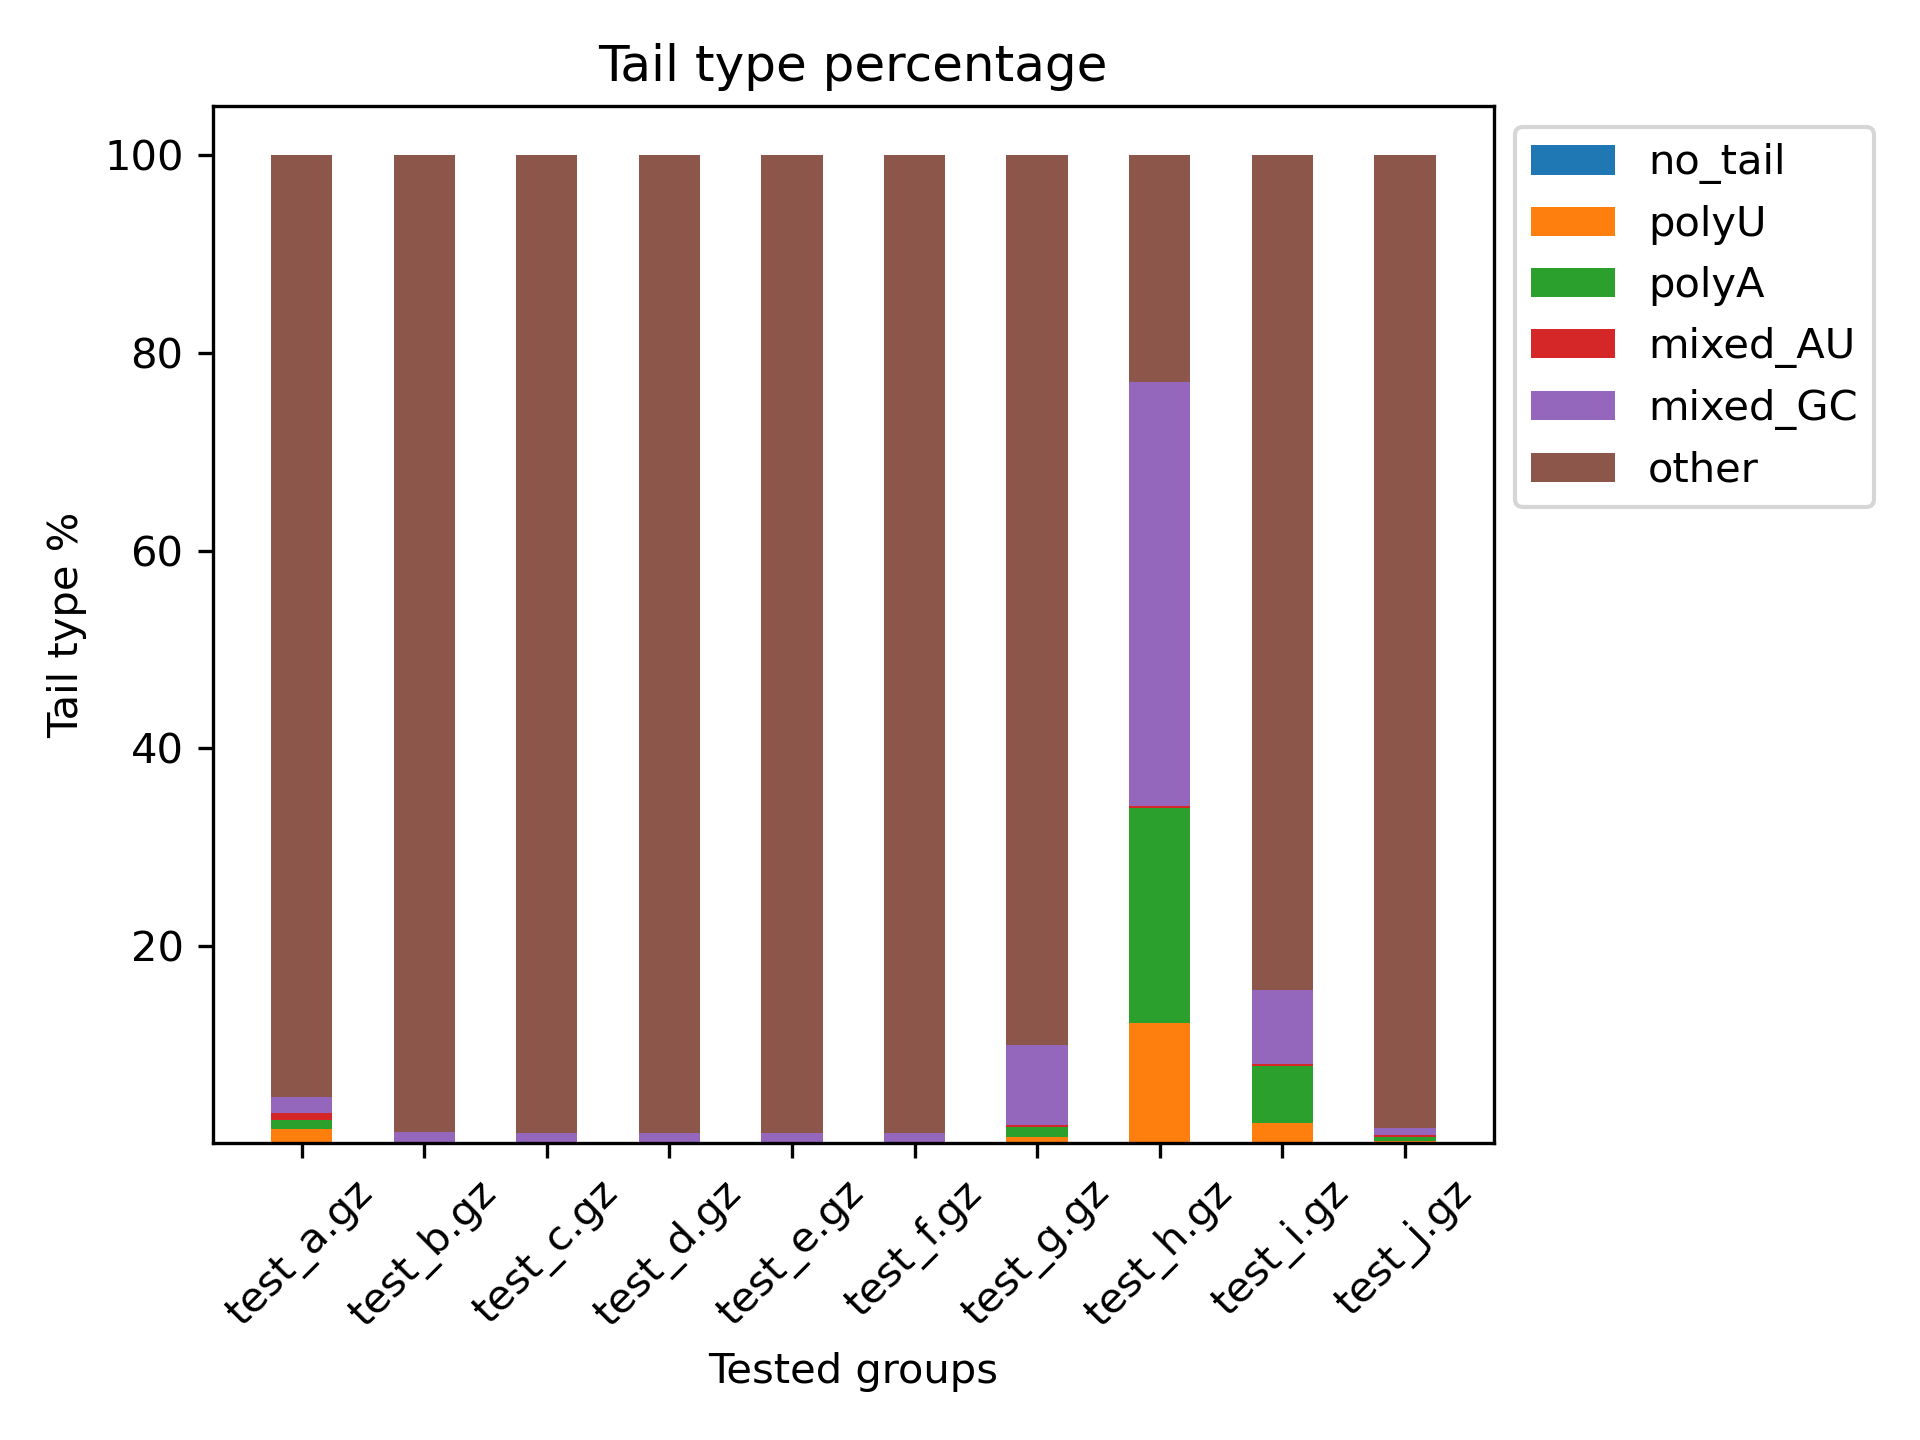 Tail type percentage
100
80
60
40
20
Tail type %
test_a.gz
test_b.gz
test_c.gz
test_d.gz
test_e.gz
test_f.gz
test_g.gz
test_h.gz
test_i.gz
test_j.gz
Tested groups
no_tail
polyU
polyA
mixed_AU
mixed_GC
other